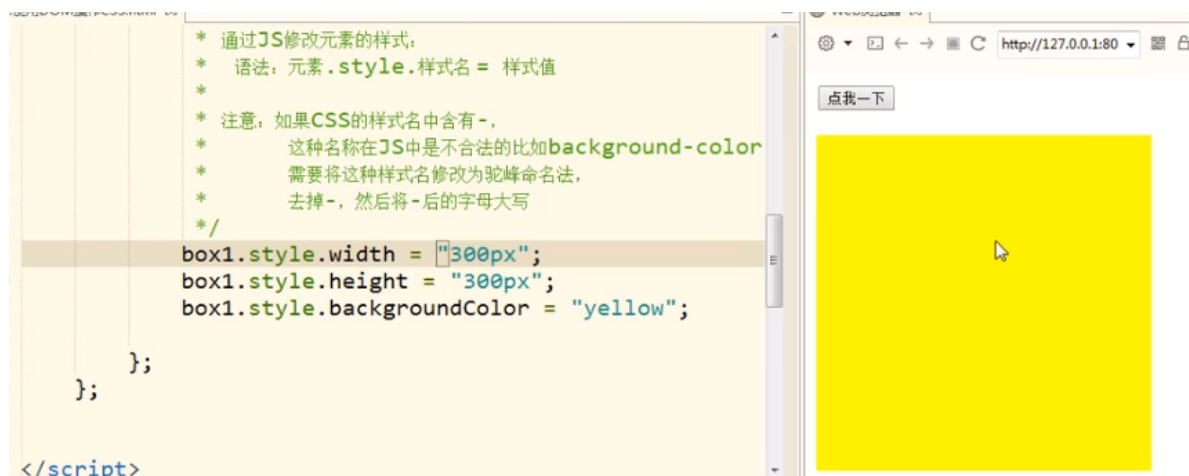 * 通过JS修改元素的样式:
* 语法: 元素.style.样式名 = 样式值
*
* 注意: 如果CSS的样式名中含有-,
* 这种名称在JS中是不合法的比如background-color
* 需要将这种样式名修改为驼峰命名法,
* 去掉-, 然后将-后的字母大写
*/
box1.style.width = "300px";
box1.style.height = "300px";
box1.style.backgroundColor = "yellow";
};
};
</script>
http://127.0.0.1:80
点我一下